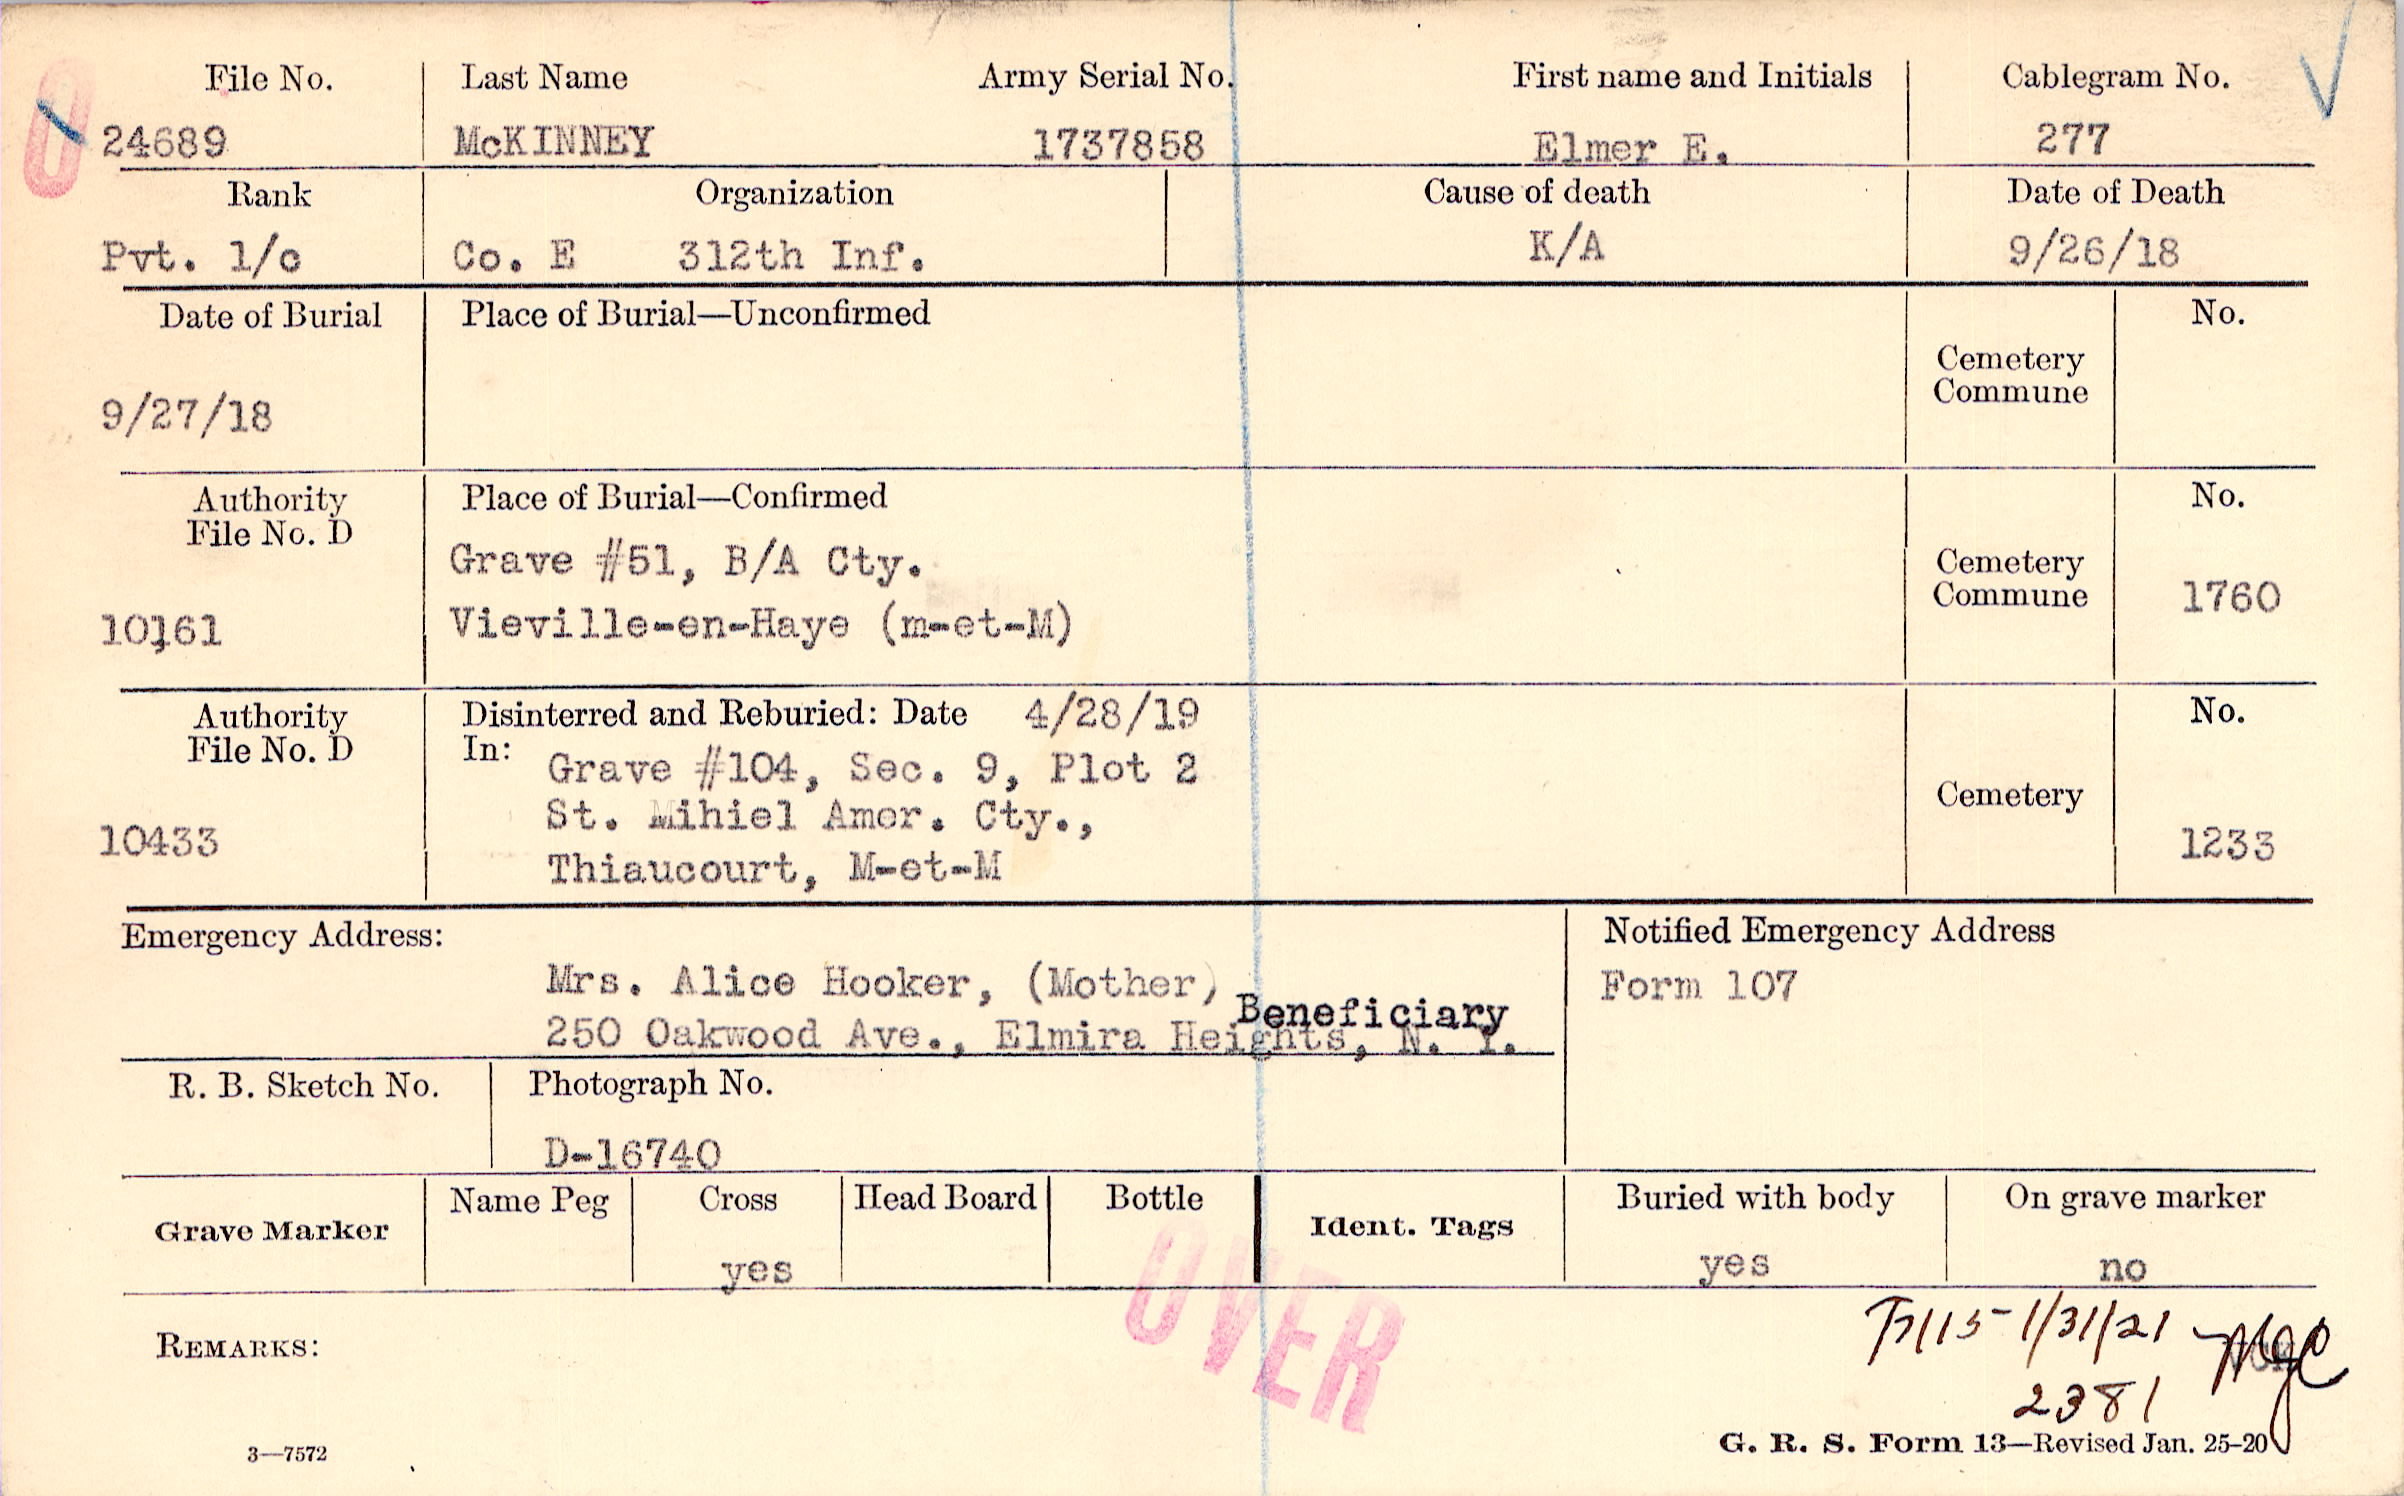 File No. Last Name Army Serial No. First name and Initials Cablegram No.
24689 McKINNEY 1737858 Elmer E. 277
Rank Organization Cause of death Date of Death
Pvt. 1/c Co. E 312th Inf. K/A 9/26/18
Date of Burial Place of Burial—Unconfirmed No.
Cemetery
Commune
9/27/18
Authority Place of Burial—Confirmed No.
File No. D
Grave #51, B/A Cty. Cemetery
Commune 1760
10161 Vieville-en-Haye (m-et-M)
Authority Disinterred and Reburied: Date 4/28/19 No.
File No. D In: Grave #104, Sec. 9, Plot 2
St. Mihiel Amer. Cty., Cemetery
10433 1233
Thiaucourt, M-et-M
Emergency Address: Notified Emergency Address
Mrs. Alice Hooker, (Mother) Form 107
Beneficiary
250 Oakwood Ave., Elmira Heights, N. Y.
R. B. Sketch No. Photograph No.
D-16740
Grave Marker Name Peg Cross Head Board Bottle Ident. Tags Buried with body On grave marker
yes yes no
OVER
REMARKS: 1/31/21
2381
3—7572 G. R. S. Form 13—Revised Jan. 25-20